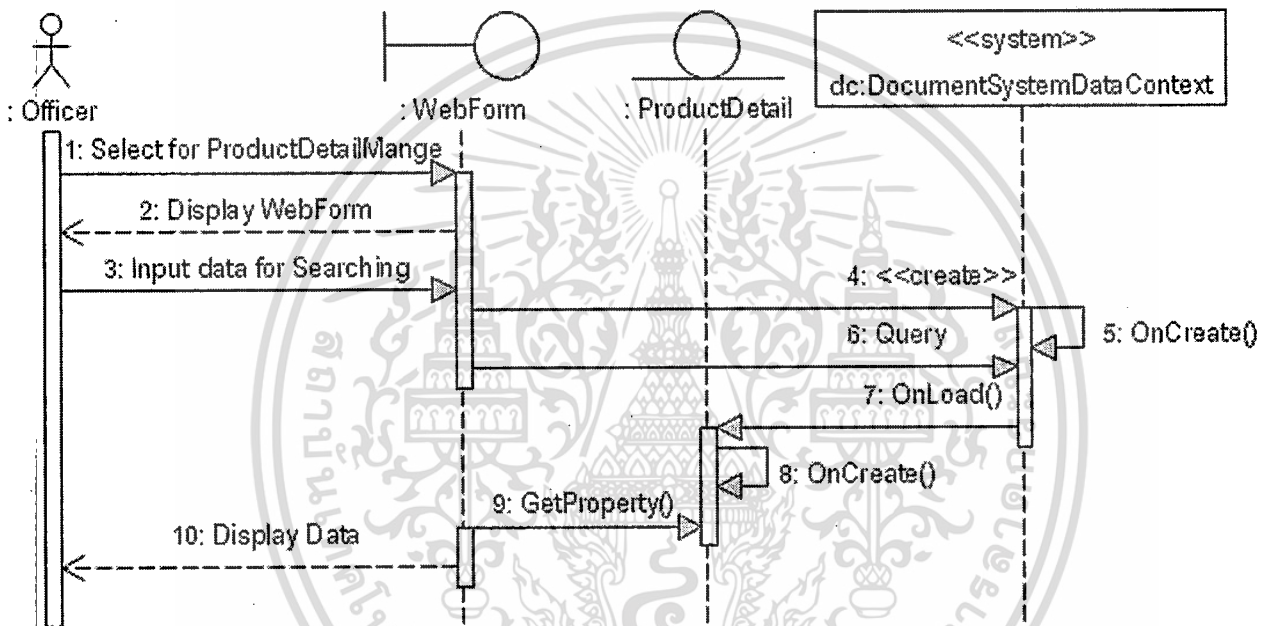 <<system>>
dc:DocumentSystemDataContext
: Officer
: WebForm
: ProductDetail
1: Select for ProductDetailMange
2: Display WebForm
3: Input data for Searching
4: <<create>>
5: OnCreate()
6: Query
7: OnLoad()
8: OnCreate()
9: GetProperty()
10: Display Data